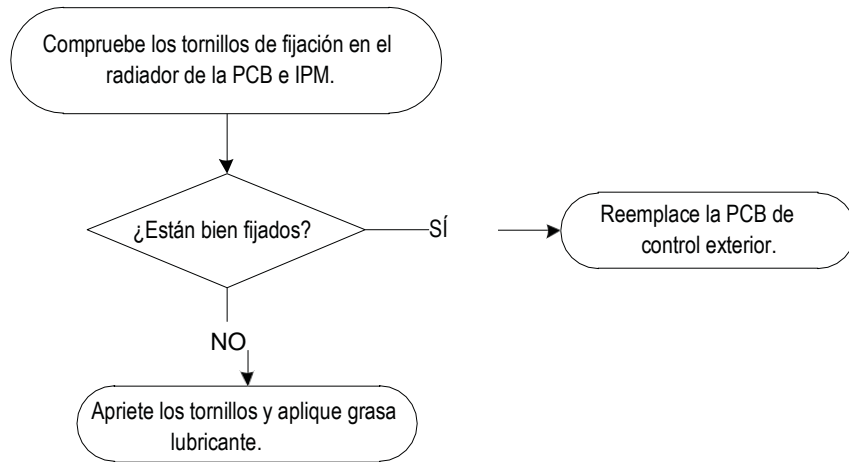 Compruebe los tornillos de fijación en el
radiador de la PCB e IPM.
¿Están bien fijados?
SÍ
Reemplace la PCB de
control exterior.
NO
Apriete los tornillos y aplique grasa
lubricante.